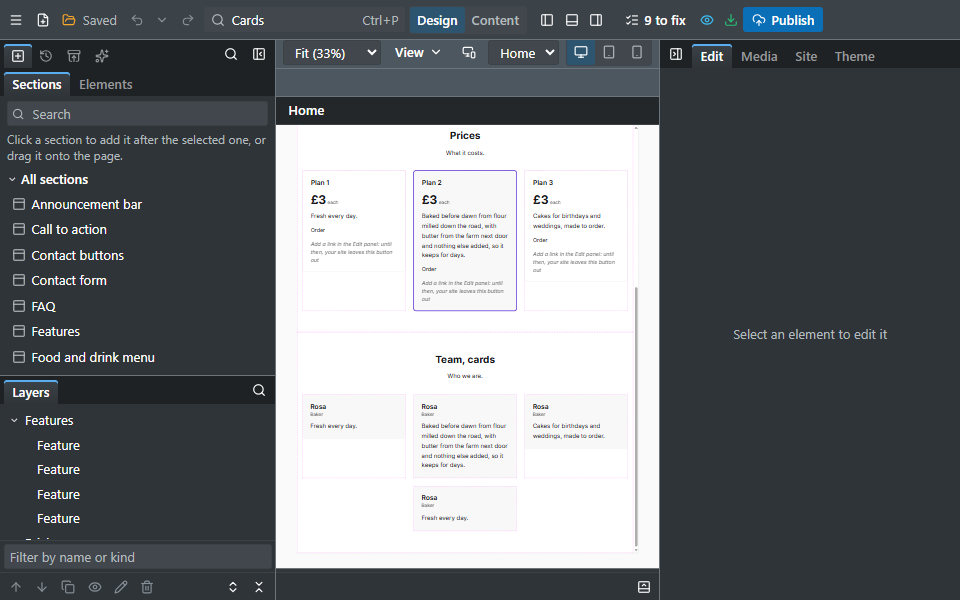 Saved
Cards
Ctrl+P
Design
Content
9 to fix
Publish
Sections
Elements
Search
Click a section to add it after the selected one, or
drag it onto the page.
All sections
Announcement bar
Call to action
Contact buttons
Contact form
FAQ
Features
Food and drink menu
Layers
Features
Feature
Feature
Feature
Feature
Filter by name or kind
Fit (33%)
View
Home
Home
Prices
What it costs.
Plan 1
£3 each
Fresh every day.
Order
Add a link in the Edit panel: until
then, your site leaves this button
out
Plan 2
£3 each
Baked before dawn from flour
milled down the road, with
butter from the farm next door
and nothing else added, so it
keeps for days.
Order
Add a link in the Edit panel: until
then, your site leaves this button
out
Plan 3
£3 each
Cakes for birthdays and
weddings, made to order.
Order
Add a link in the Edit panel: until
then, your site leaves this button
out
Team, cards
Who we are.
Rosa
Baker
Fresh every day.
Rosa
Baker
Baked before dawn from flour
milled down the road, with
butter from the farm next door
and nothing else added, so it
keeps for days.
Rosa
Baker
Cakes for birthdays and
weddings, made to order.
Rosa
Baker
Fresh every day.
Edit
Media
Site
Theme
Select an element to edit it